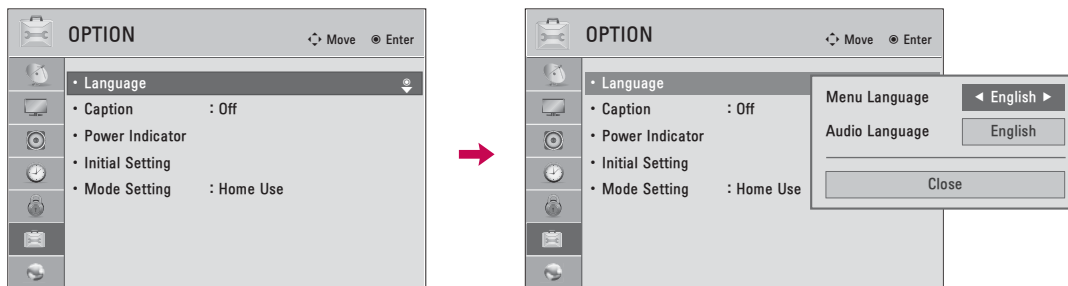 OPTION
Move Enter
• Language
• Caption : Off
• Power Indicator
• Initial Setting
• Mode Setting : Home Use
OPTION
Move Enter
• Language
• Caption : Off
• Power Indicator
• Initial Setting
• Mode Setting : Home Use
Menu Language ◄ English ►
Audio Language English
Close